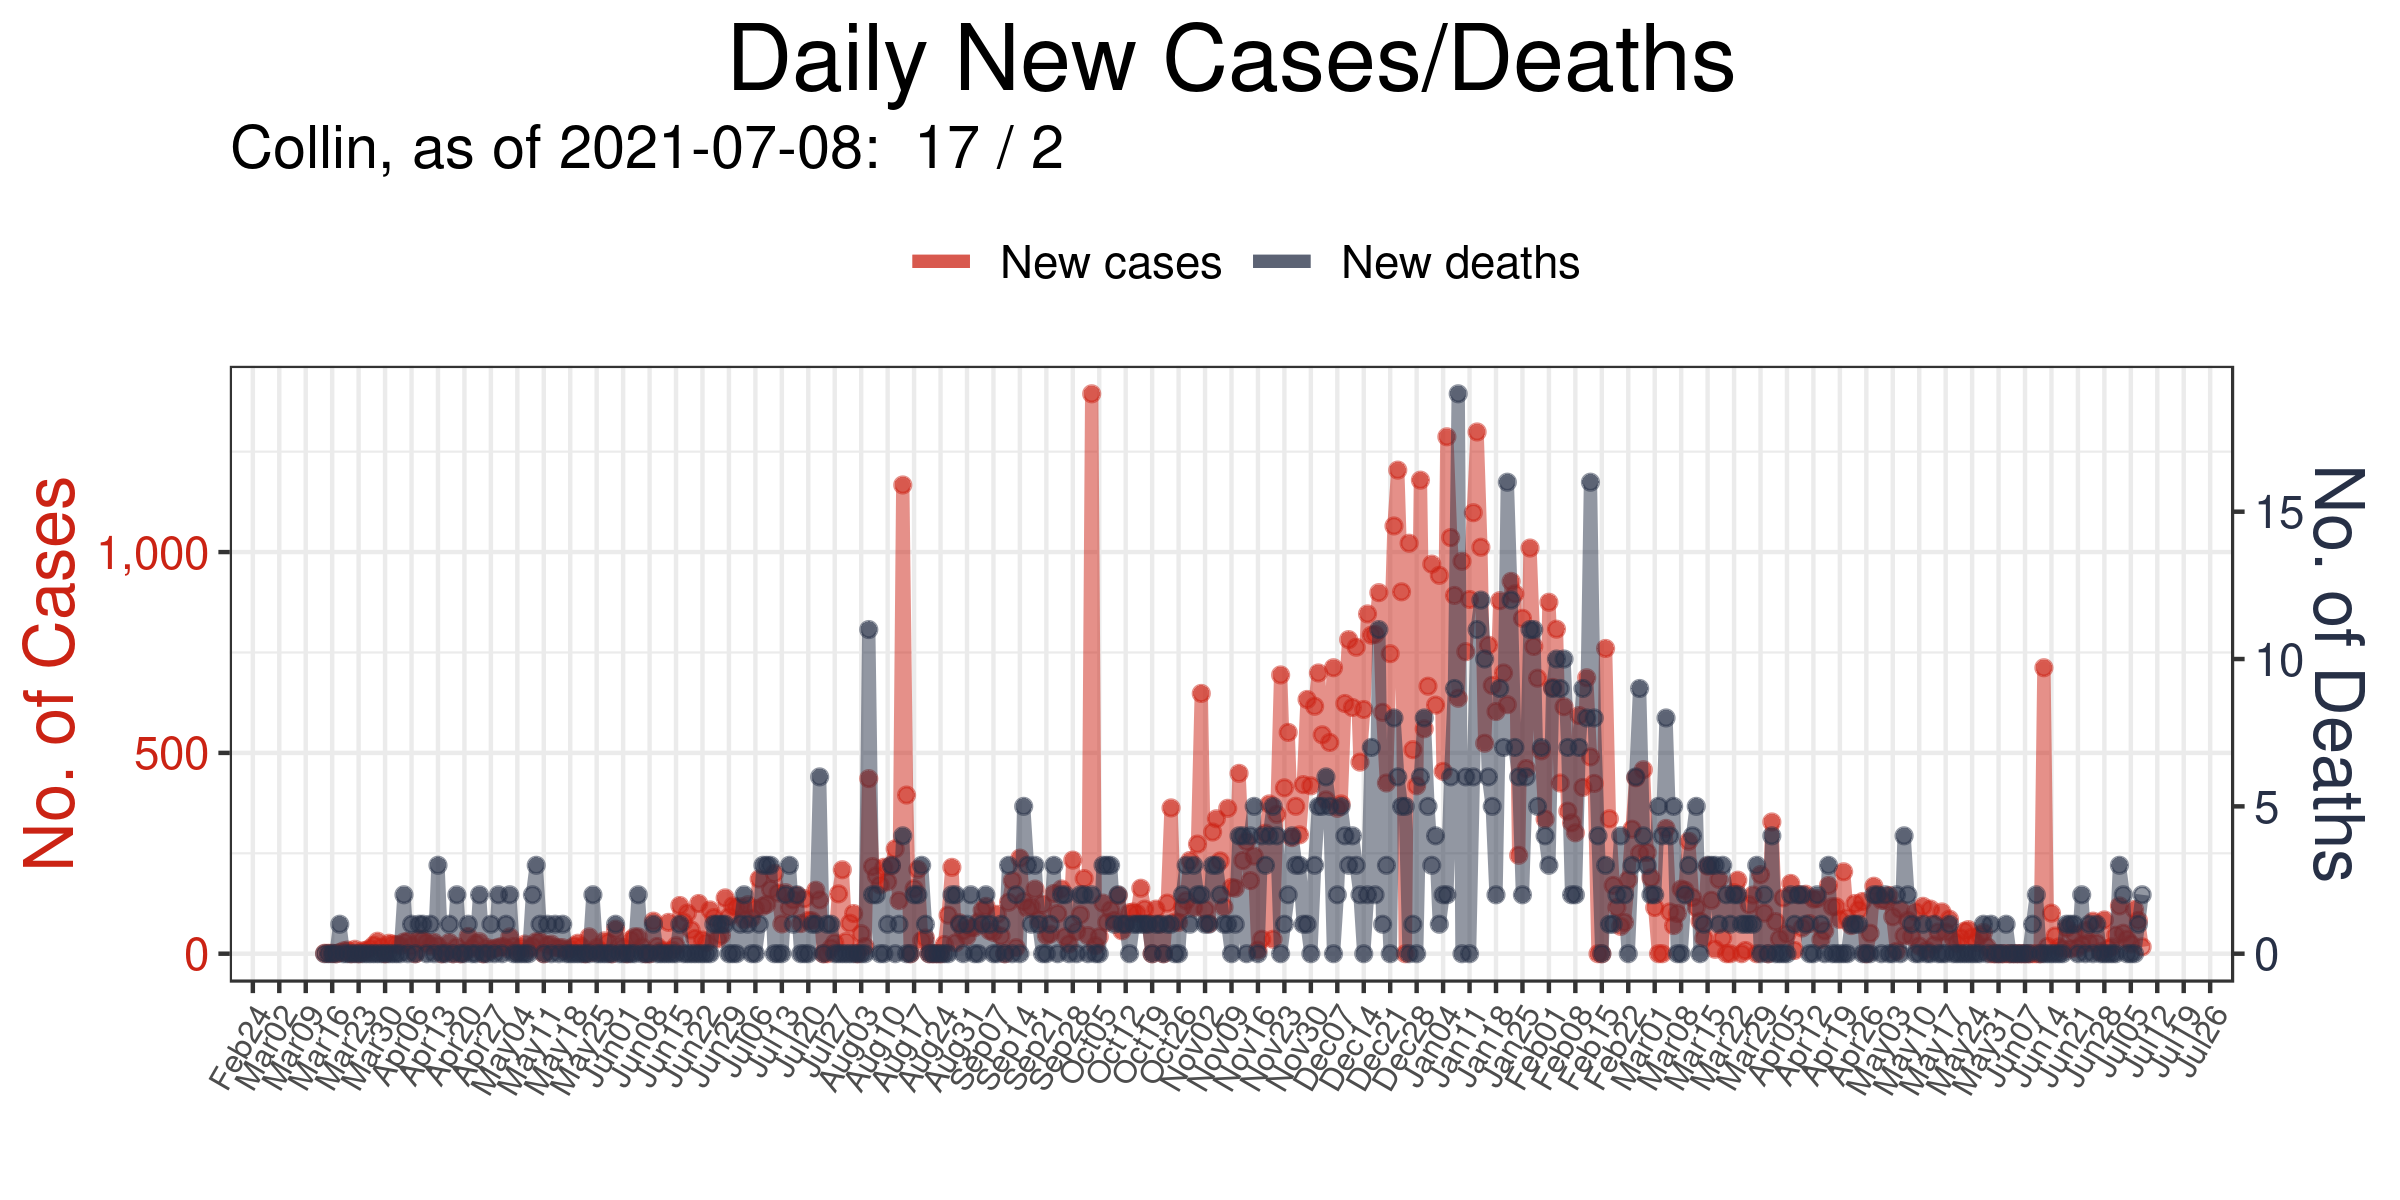 Daily New Cases/Deaths
Collin, as of 2021-07-08:  17 / 2
New cases
New deaths
No. of Cases
1,000
500
0
15
10
5
0
No. of Deaths
Feb24
Mar02
Mar09
Mar16
Mar23
Mar30
Apr06
Apr13
Apr20
Apr27
May04
May11
May18
May25
Jun01
Jun08
Jun15
Jun22
Jun29
Jul06
Jul13
Jul20
Jul27
Aug03
Aug10
Aug17
Aug24
Aug31
Sep07
Sep14
Sep21
Sep28
Oct05
Oct12
Oct19
Oct26
Nov02
Nov09
Nov16
Nov23
Nov30
Dec07
Dec14
Dec21
Dec28
Jan04
Jan11
Jan18
Jan25
Feb01
Feb08
Feb15
Feb22
Mar01
Mar08
Mar15
Mar22
Mar29
Apr05
Apr12
Apr19
Apr26
May03
May10
May17
May24
May31
Jun07
Jun14
Jun21
Jun28
Jul05
Jul12
Jul19
Jul26